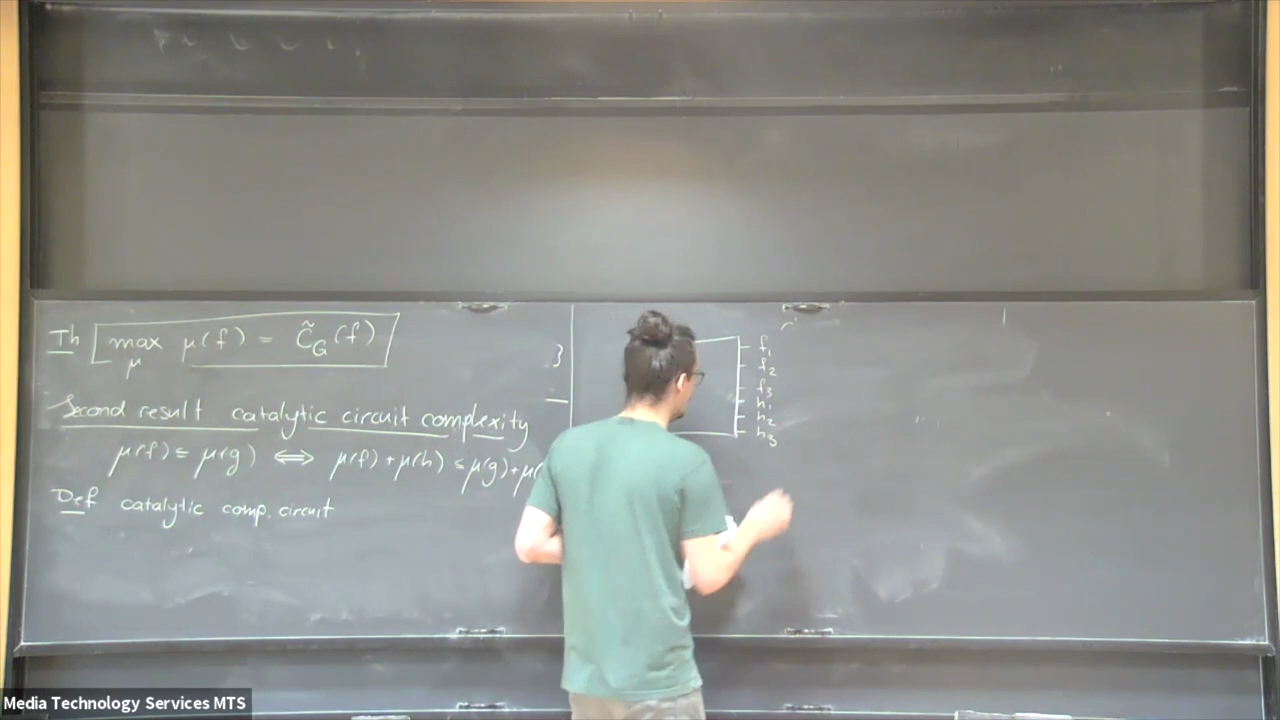 Th max μ(f) = C̃_G(f)
μ
Second result catalytic circuit complexity
μ(f) ≤ μ(g) ⟺ μ(f) + μ(h) ≤ μ(g) + μ(
Def catalytic comp. circuit
}
f₁
f₂
f₃
h₁
h₂
h₃
Media Technology Services MTS